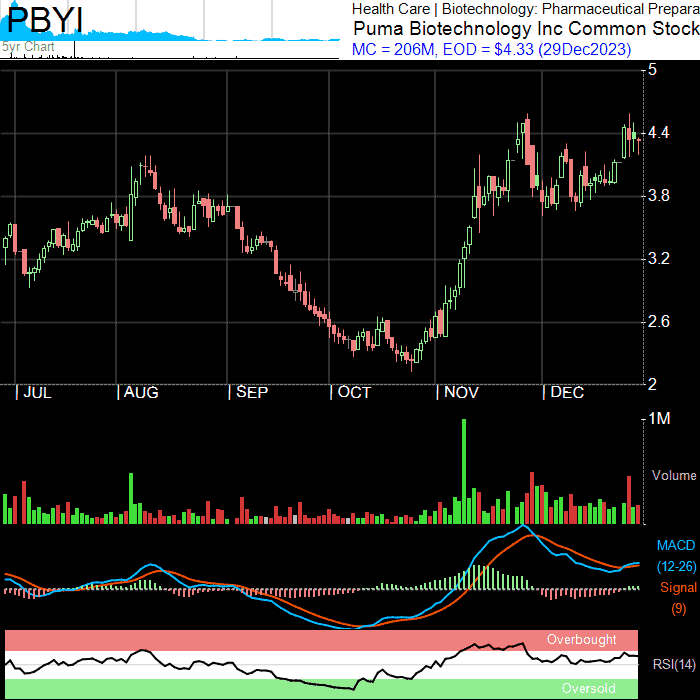 PBYI
5yr Chart
Health Care | Biotechnology: Pharmaceutical Prepara
Puma Biotechnology Inc Common Stock
MC = 206M, EOD = $4.33 (29Dec2023)
5
4.4
3.8
3.2
2.6
2
| JUL | AUG | SEP | OCT | NOV | DEC
1M
Volume
MACD
(12-26)
Signal
(9)
Overbought
RSI(14)
Oversold